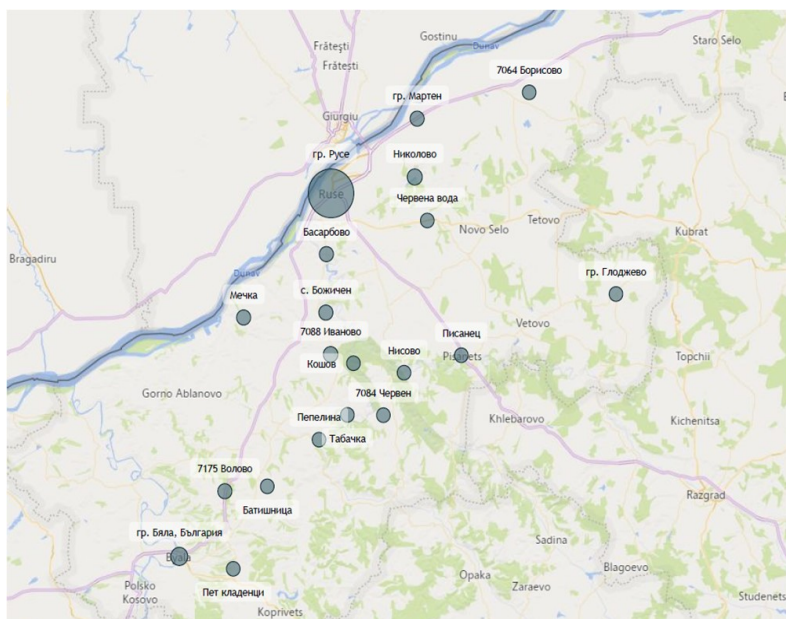 Gostinu
Staro Selo
Frăteşti
Dunav
Frăteşti
7064 Борисово
гр. Мартен
Giurgiu
гр. Русе
Николово
Ruse
Червена вода
Tetovo
Novo Selo
Kubrat
Басарбово
Bragadiru
Dunav
гр. Глоджево
Мечка
с. Божичен
Vetovo
7088 Иваново
Писанец
Нисово
Кошов
Pisanets
Topchii
Gorno Ablanovo
7084 Червен
Пепелина
Khlebarovo
Kichenitsa
Табачка
7175 Волово
Razgrad
Батишница
гр. Бяла, България
Sadina
Byala
Blagoevo
Opaka
Polsko
Kosovo
Пет кладенци
Zaraevo
Studenets
Koprivets